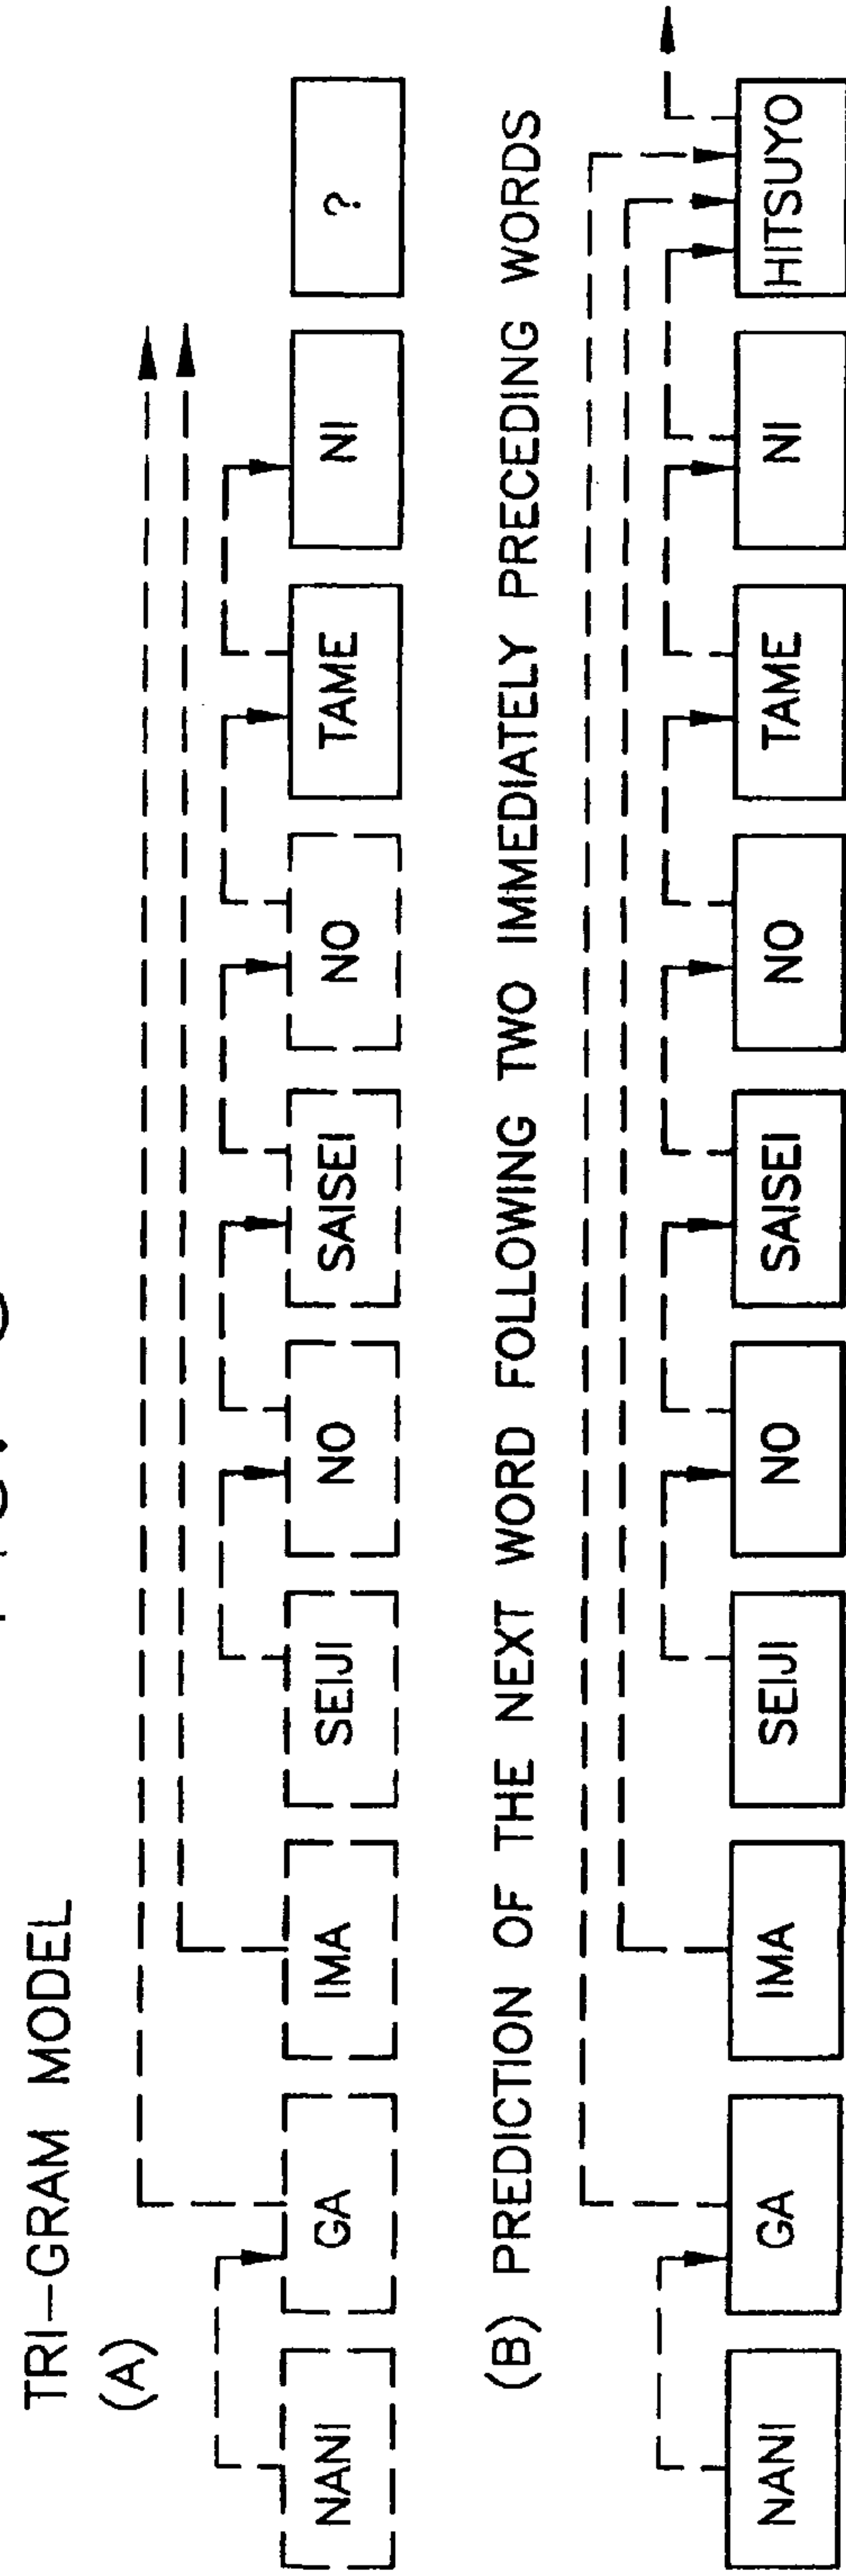 TRI-GRAM MODEL
(A)
NANI GA IMA SEIJI NO SAISEI NO TAME NI ?
(B) PREDICTION OF THE NEXT WORD FOLLOWING TWO IMMEDIATELY PRECEDING WORDS
NANI GA IMA SEIJI NO SAISEI NO TAME NI HITSUYO